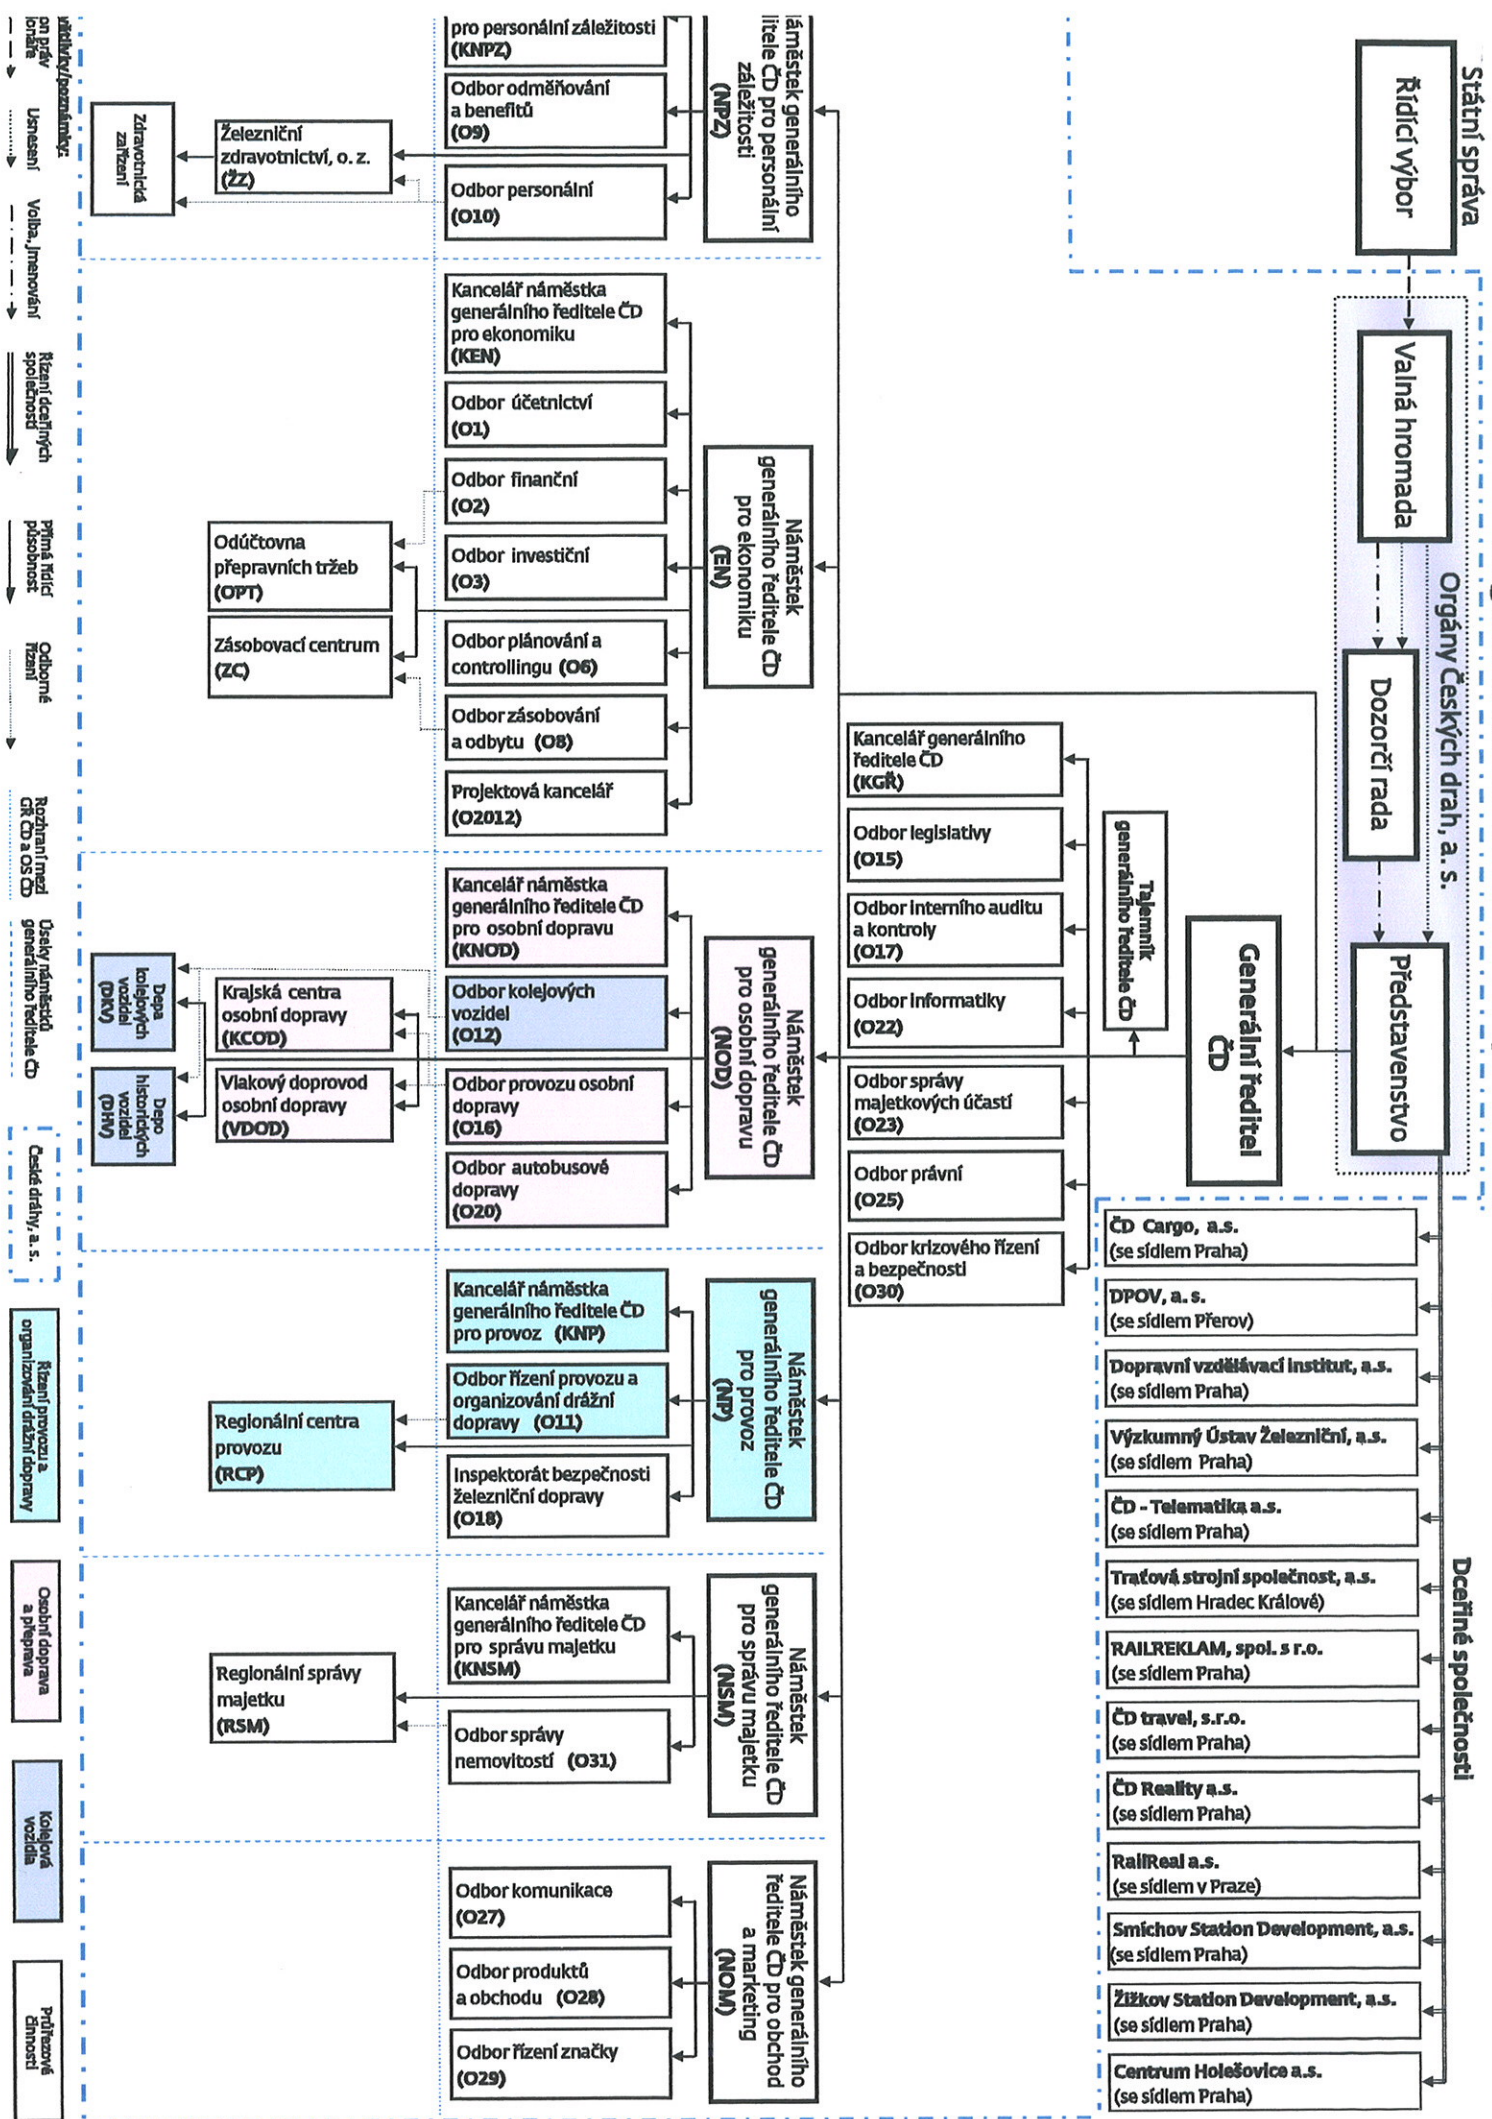 Státní správa
Řídící výbor
Orgány Českých drah, a. s.
Valná hromada
Dozorčí rada
Představenstvo
Generální ředitel
ČD
Tajemník
generálního ředitele ČD
Kancelář generálního
ředitele ČD
(KGŘ)
Odbor legislativy
(O15)
Odbor interního auditu
a kontroly
(O17)
Odbor informatiky
(O22)
Odbor správy
majetkových účastí
(O23)
Odbor právní
(O25)
Odbor krizového řízení
a bezpečnosti
(O30)
Dceřiné společnosti
ČD Cargo, a.s.
(se sídlem Praha)
DPOV, a. s.
(se sídlem Přerov)
Dopravní vzdělávací institut, a.s.
(se sídlem Praha)
Výzkumný Ústav Železniční, a.s.
(se sídlem Praha)
ČD - Telematika a.s.
(se sídlem Praha)
Traťová strojní společnost, a.s.
(se sídlem Hradec Králové)
RAILREKLAM, spol. s r.o.
(se sídlem Praha)
ČD travel, s.r.o.
(se sídlem Praha)
ČD Reality a.s.
(se sídlem Praha)
RailReal a.s.
(se sídlem v Praze)
Smíchov Station Development, a.s.
(se sídlem Praha)
Žižkov Station Development, a.s.
(se sídlem Praha)
Centrum Holešovice a.s.
(se sídlem Praha)
áměstek generálního
itele ČD pro personální
záležitosti
(NPZ)
pro personální záležitosti
(KNPZ)
Odbor odměňování
a benefitů
(O9)
Odbor personální
(O10)
Železniční
zdravotnictví, o. z.
(ŽZ)
Zdravotnická
zařízení
Náměstek
generálního ředitele ČD
pro ekonomiku
(EN)
Kancelář náměstka
generálního ředitele ČD
pro ekonomiku
(KEN)
Odbor účetnictví
(O1)
Odbor finanční
(O2)
Odbor investiční
(O3)
Odbor plánování a
controllingu (O6)
Odbor zásobování
a odbytu (O8)
Projektová kancelář
(O2012)
Odúčtovna
přepravních tržeb
(OPT)
Zásobovací centrum
(ZC)
Náměstek
generálního ředitele ČD
pro osobní dopravu
(NOD)
Kancelář náměstka
generálního ředitele ČD
pro osobní dopravu
(KNOD)
Odbor kolejových
vozidel
(O12)
Odbor provozu osobní
dopravy
(O16)
Odbor autobusové
dopravy
(O20)
Krajská centra
osobní dopravy
(KCOD)
Vlakový doprovod
osobní dopravy
(VDOD)
Depa
kolejových
vozidel
(DKV)
Depo
historických
vozidel
(DHV)
Náměstek
generálního ředitele ČD
pro provoz
(NP)
Kancelář náměstka
generálního ředitele ČD
pro provoz (KNP)
Odbor řízení provozu a
organizování drážní
dopravy (O11)
Inspektorát bezpečnosti
železniční dopravy
(O18)
Regionální centra
provozu
(RCP)
Náměstek
generálního ředitele ČD
pro správu majetku
(NSM)
Kancelář náměstka
generálního ředitele ČD
pro správu majetku
(KNSM)
Odbor správy
nemovitostí (O31)
Regionální správy
majetku
(RSM)
Náměstek generálního
ředitele ČD pro obchod
a marketing
(NOM)
Odbor komunikace
(O27)
Odbor produktů
a obchodu (O28)
Odbor řízení značky
(O29)
větlivky/poznámky:
on práv
ionáře
Usnesení
Volba, jmenování
Řízení dceřiných
společností
Přímá řídící
působnost
Odborné
řízení
Rozhraní mezi
GŘ ČD a OS ČD
Úseky náměstků
generálního ředitele ČD
České dráhy, a. s.
Řízení provozu a
organizování drážní dopravy
Osobní doprava
a přeprava
Kolejová
vozidla
Průřezové
činnosti